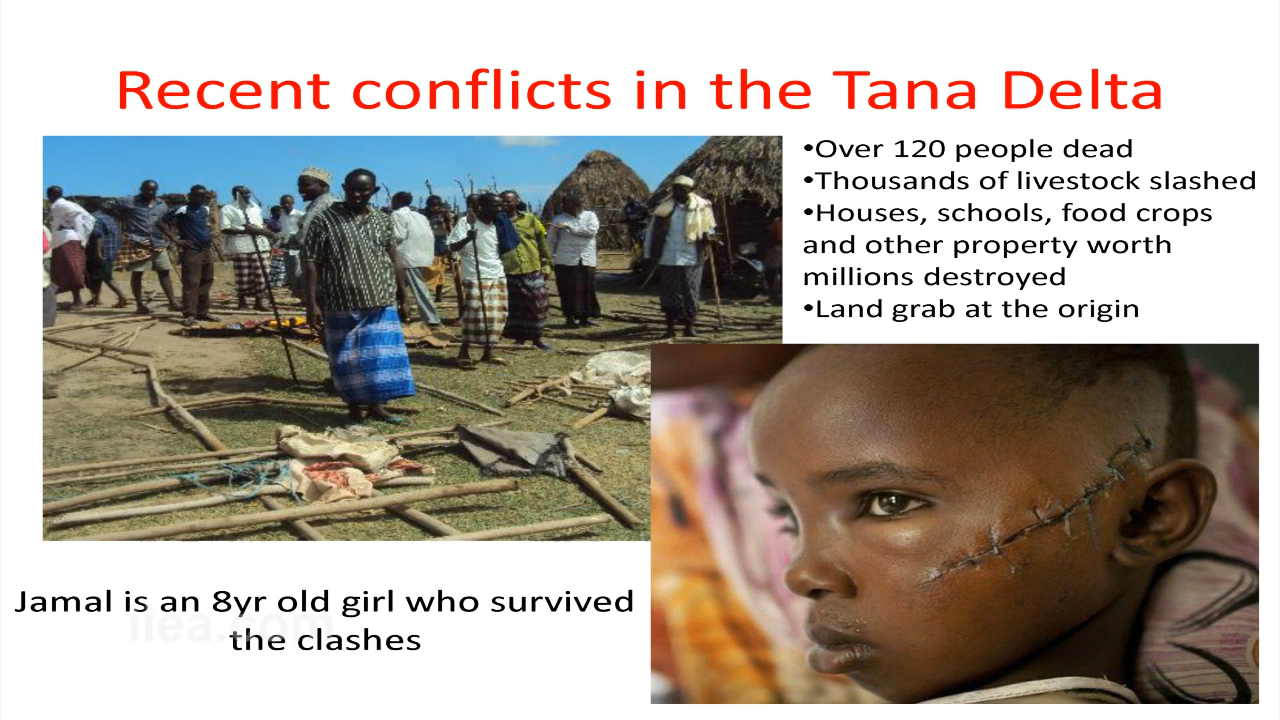 Recent conflicts in the Tana Delta
•Over 120 people dead
•Thousands of livestock slashed
•Houses, schools, food crops
and other property worth
millions destroyed
•Land grab at the origin
Jamal is an 8yr old girl who survived
the clashes